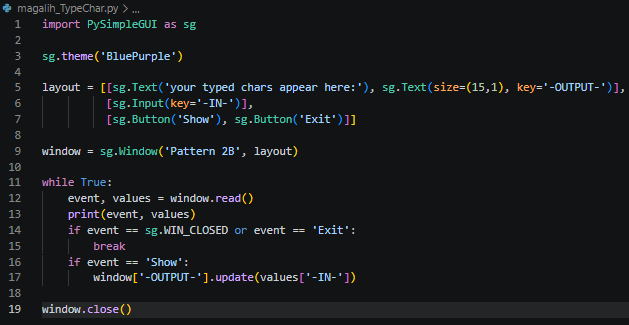 magalih_TypeChar.py > ...
1 import PySimpleGUI as sg
2
3 sg.theme('BluePurple')
4
5 layout = [[sg.Text('your typed chars appear here:'), sg.Text(size=(15,1), key='-OUTPUT-')],
6           [sg.Input(key='-IN-')],
7           [sg.Button('Show'), sg.Button('Exit')]]
8
9 window = sg.Window('Pattern 2B', layout)
10
11 while True:
12     event, values = window.read()
13     print(event, values)
14     if event == sg.WIN_CLOSED or event == 'Exit':
15         break
16     if event == 'Show':
17         window['-OUTPUT-'].update(values['-IN-'])
18
19 window.close()